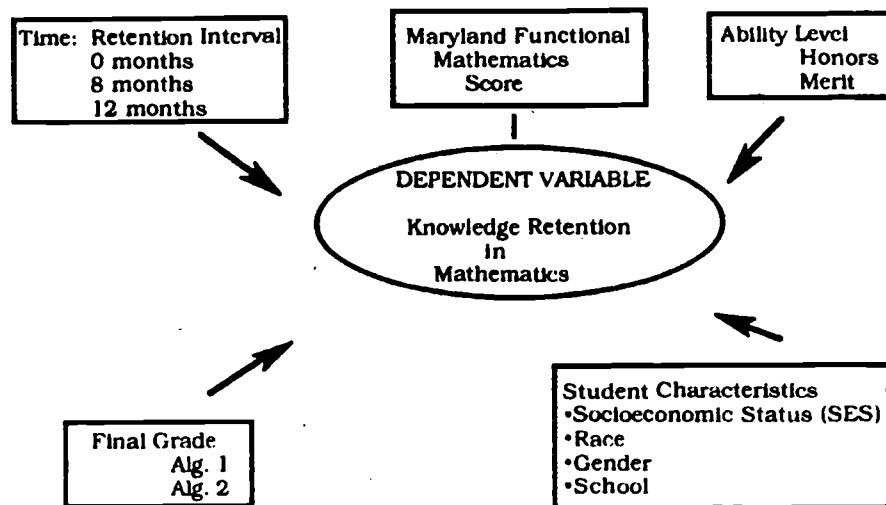 Time: Retention Interval
0 months
8 months
12 months
Maryland Functional
Mathematics
Score
Ability Level
Honors
Merit
DEPENDENT VARIABLE
Knowledge Retention
in
Mathematics
Final Grade
Alg. 1
Alg. 2
Student Characteristics
•Socioeconomic Status (SES)
•Race
•Gender
•School